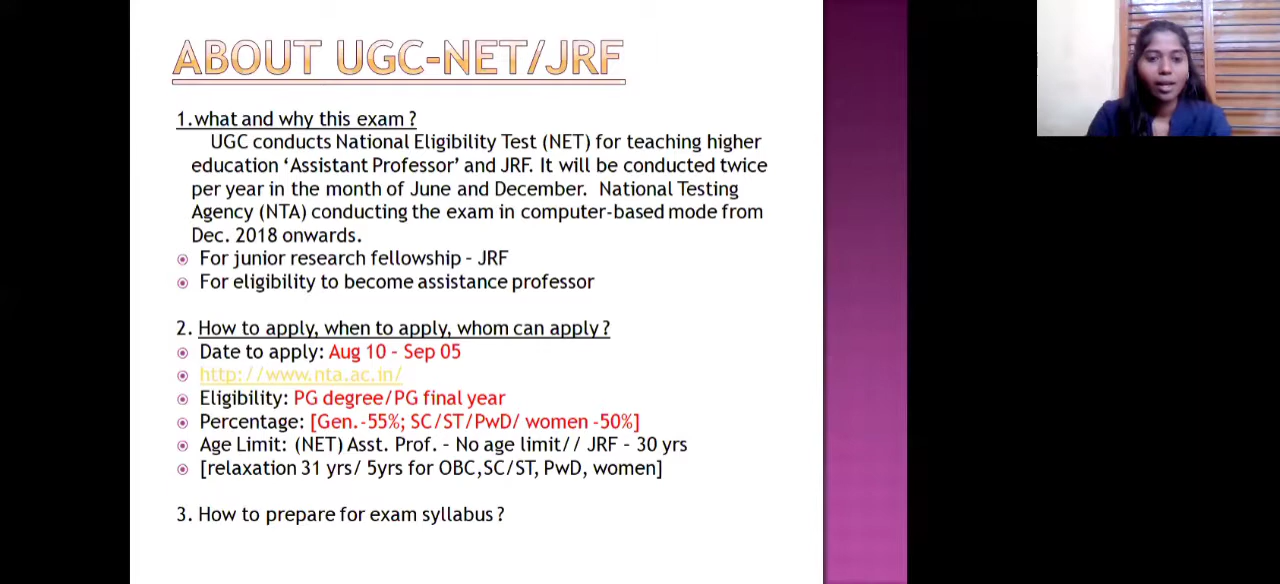 ABOUT UGC-NET/JRF
1.what and why this exam ?
UGC conducts National Eligibility Test (NET) for teaching higher
education ‘Assistant Professor’ and JRF. It will be conducted twice
per year in the month of June and December. National Testing
Agency (NTA) conducting the exam in computer-based mode from
Dec. 2018 onwards.
For junior research fellowship – JRF
For eligibility to become assistance professor
2. How to apply, when to apply, whom can apply ?
Date to apply: Aug 10 – Sep 05
http://www.nta.ac.in/
Eligibility: PG degree/PG final year
Percentage: [Gen.-55%; SC/ST/PwD/ women -50%]
Age Limit: (NET) Asst. Prof. – No age limit// JRF – 30 yrs
[relaxation 31 yrs/ 5yrs for OBC,SC/ST, PwD, women]
3. How to prepare for exam syllabus ?